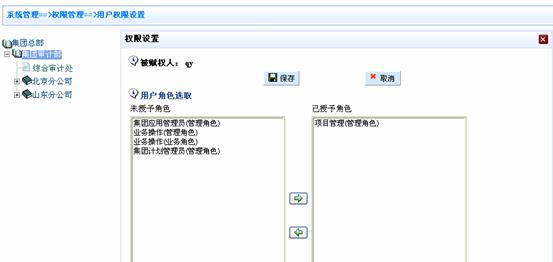 系统管理==>权限管理==>用户权限设置
集团总部
集团审计部
综合审计处
北京分公司
山东分公司
权限设置
被赋权人: qy
保存 取消
用户角色选取
未授予角色 已授予角色
集团应用管理员(管理角色)
业务操作(管理角色)
业务操作(业务角色)
集团计划管理员(管理角色)
项目管理(管理角色)